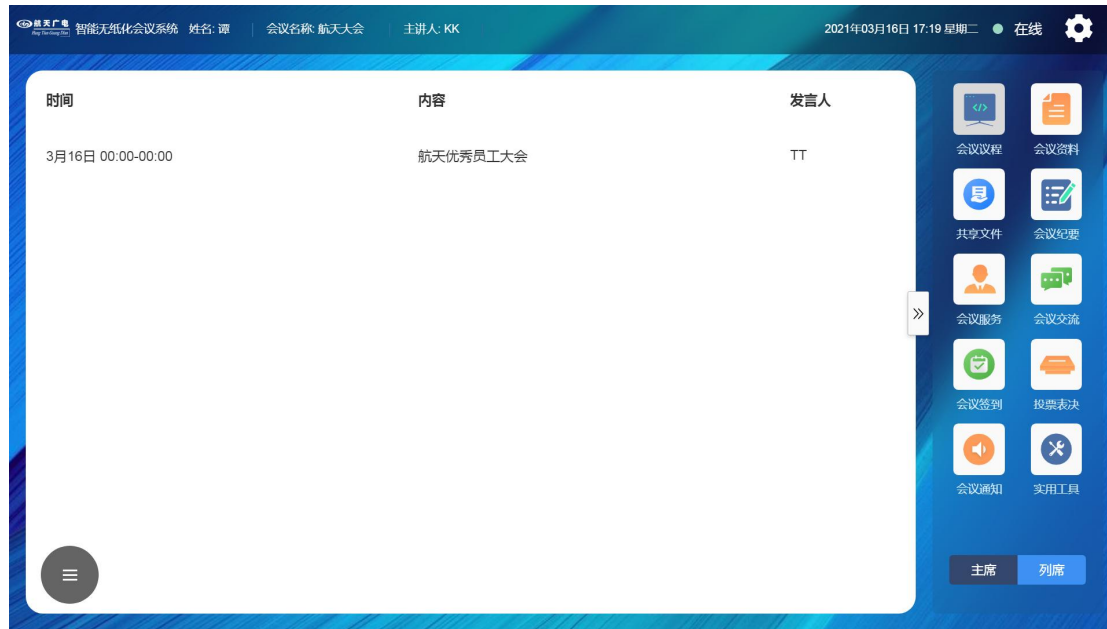 航天广电 智能无纸化会议系统 姓名: 谭 会议名称: 航天大会 主讲人: KK 2021年03月16日 17:19 星期二 在线
时间 内容 发言人
3月16日 00:00-00:00 航天优秀员工大会 TT
会议议程 会议资料
共享文件 会议纪要
会议服务 会议交流
会议签到 投票表决
会议通知 实用工具
主席 列席